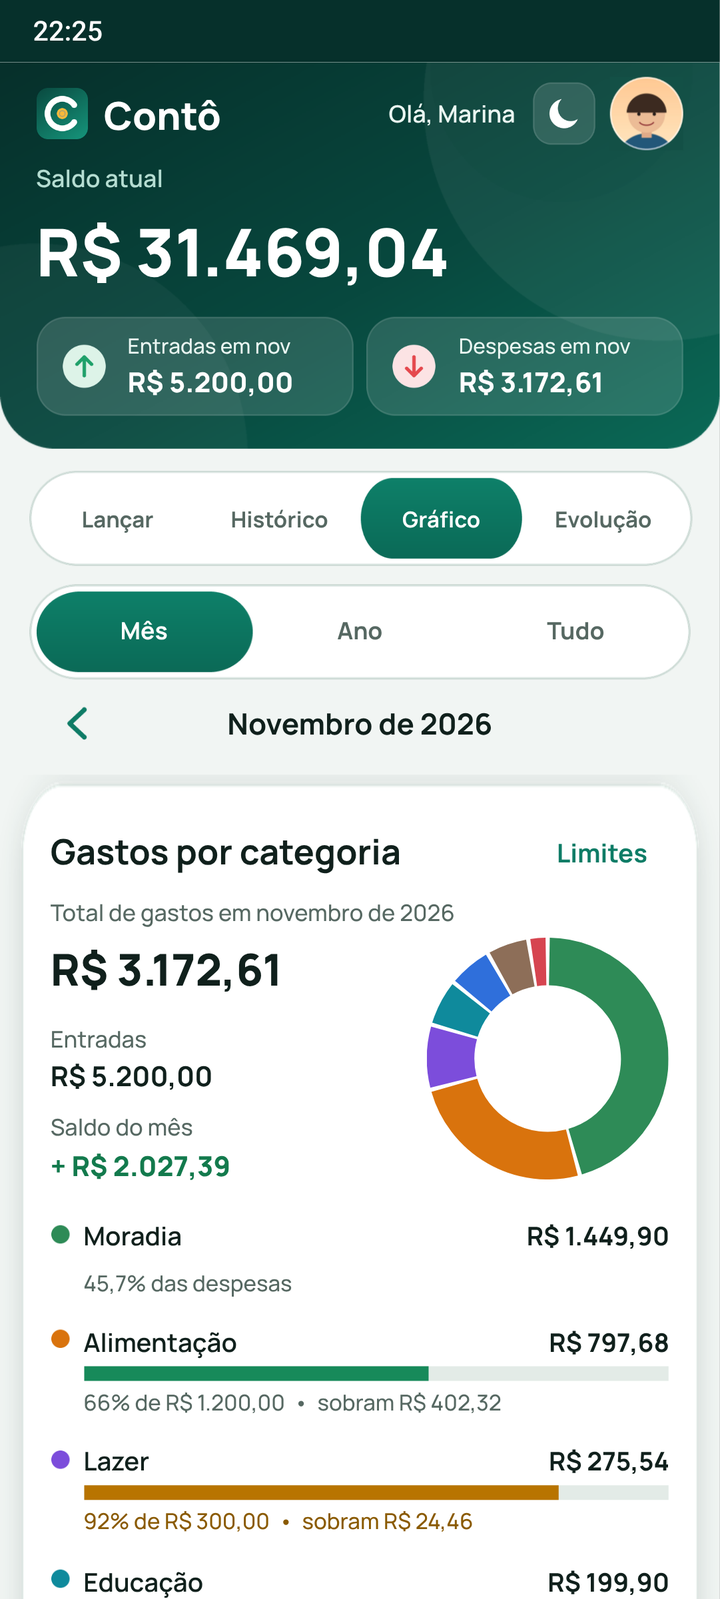 22:25
Contô
Olá, Marina
Saldo atual
R$ 31.469,04
Entradas em nov
R$ 5.200,00
Despesas em nov
R$ 3.172,61
Lançar Histórico Gráfico Evolução
Mês Ano Tudo
Novembro de 2026
Gastos por categoria
Limites
Total de gastos em novembro de 2026
R$ 3.172,61
Entradas
R$ 5.200,00
Saldo do mês
+ R$ 2.027,39
Moradia R$ 1.449,90
45,7% das despesas
Alimentação R$ 797,68
66% de R$ 1.200,00 • sobram R$ 402,32
Lazer R$ 275,54
92% de R$ 300,00 • sobram R$ 24,46
Educação R$ 199,90